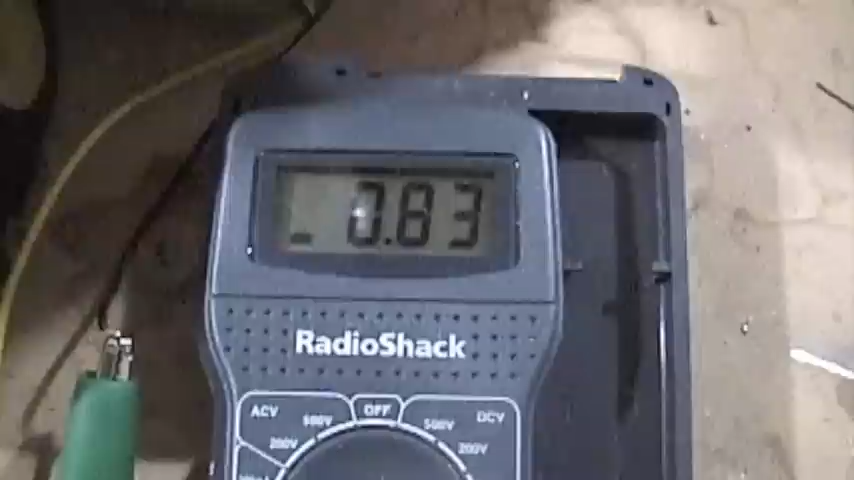 - 0.83
RadioShack
ACV
OFF
DCV
500V
500V
200V
200V